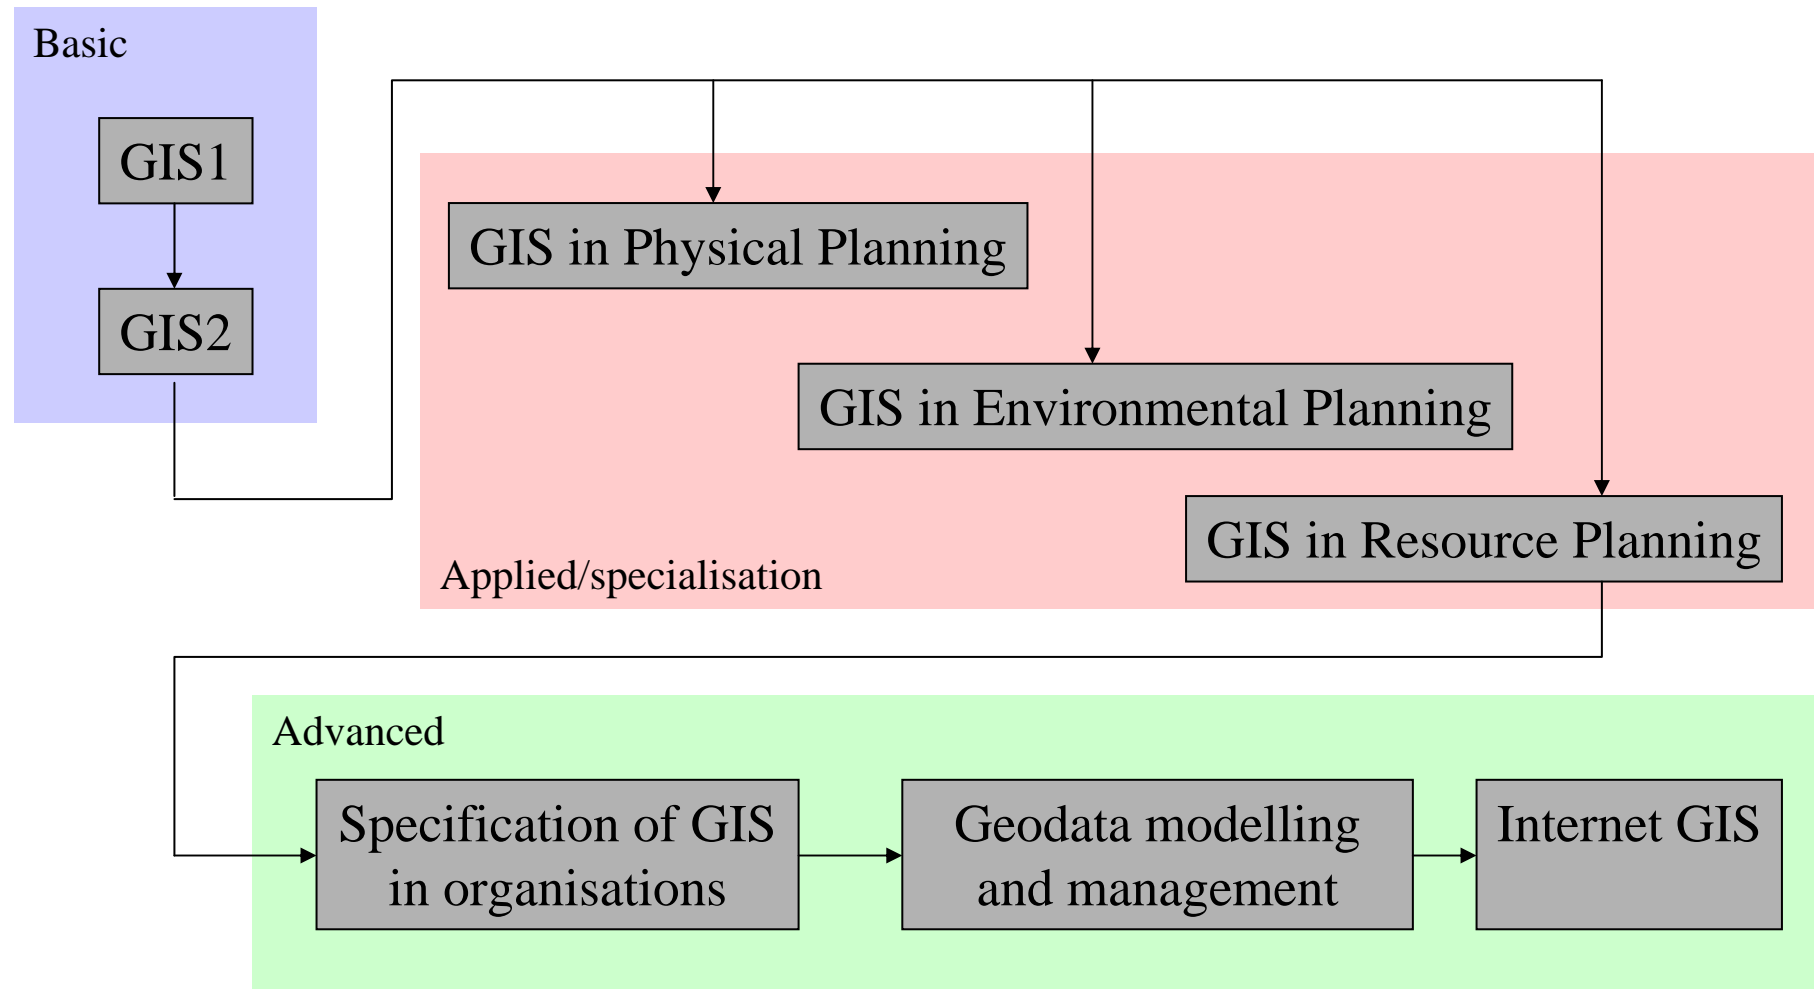 Basic
GIS1
GIS2
GIS in Physical Planning
GIS in Environmental Planning
GIS in Resource Planning
Applied/specialisation
Advanced
Specification of GIS
in organisations
Geodata modelling
and management
Internet GIS